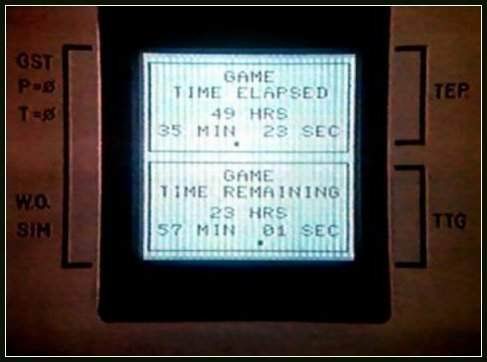 GST
P=Ø
T=Ø
W.O.
SIM
GAME
TIME ELAPSED
49 HRS
35 MIN 23 SEC
GAME
TIME REMAINING
23 HRS
57 MIN 01 SEC
TEP.
TTG